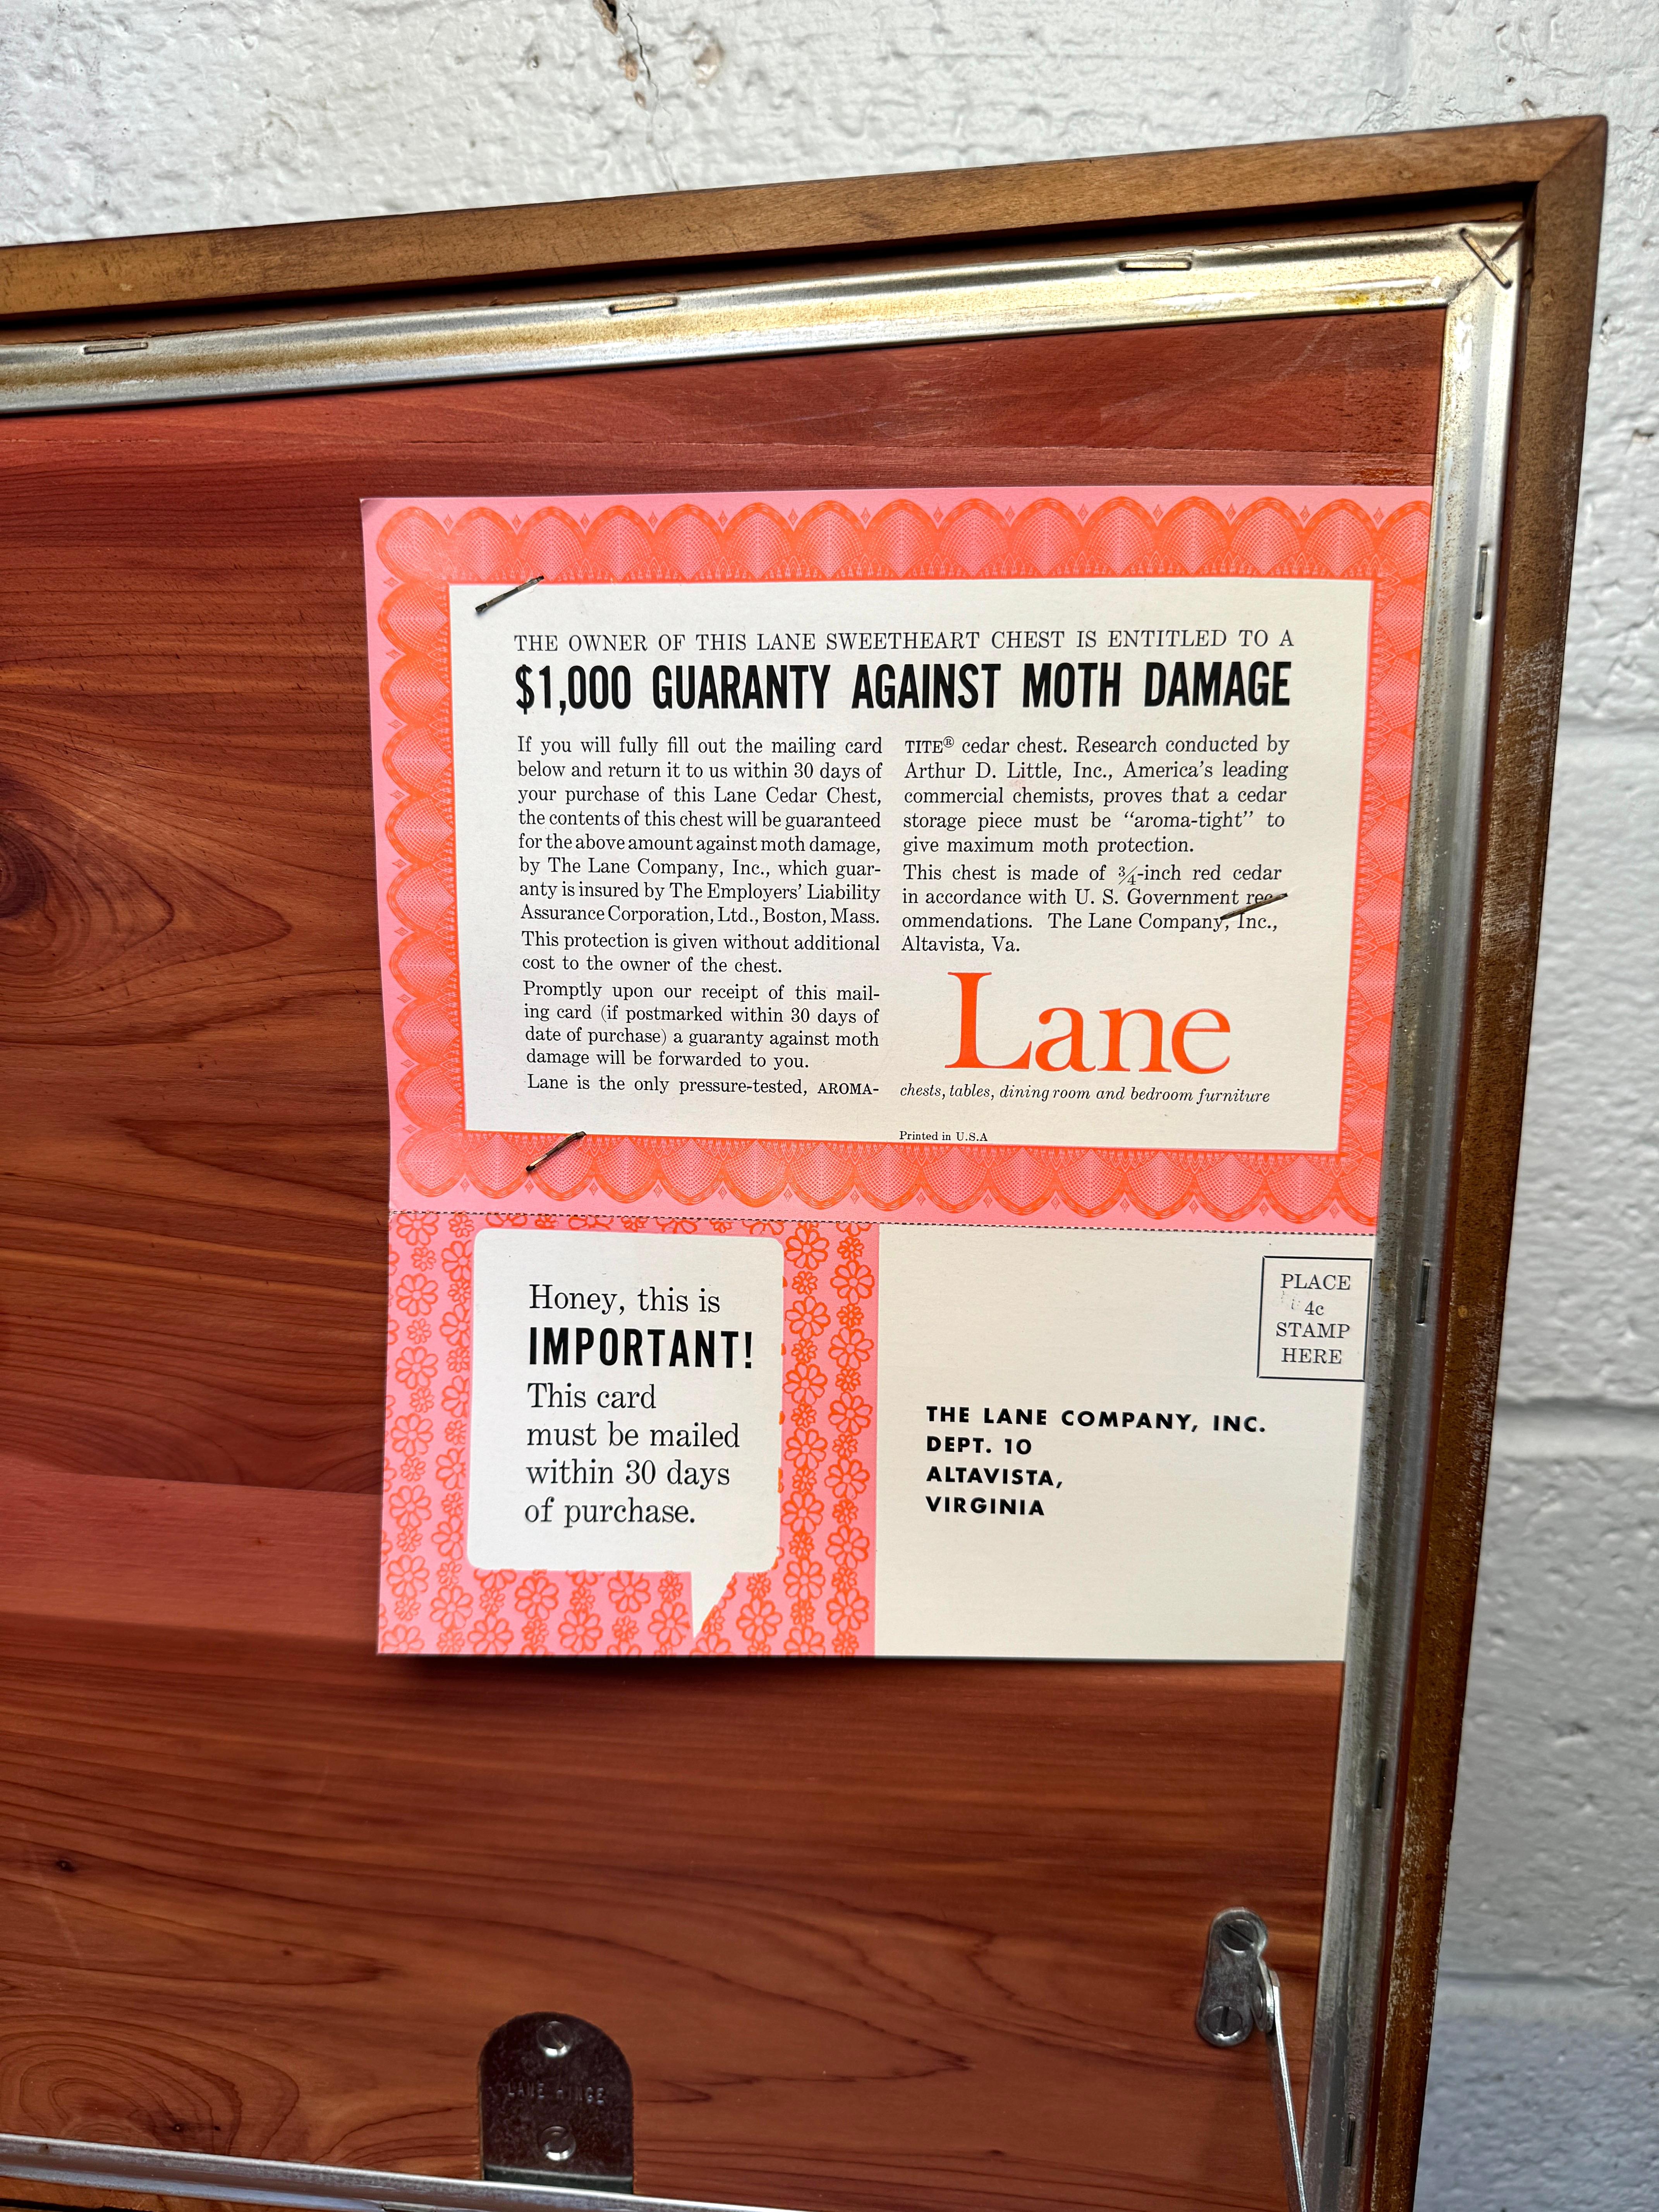 THE OWNER OF THIS LANE SWEETHEART CHEST IS ENTITLED TO A
$1,000 GUARANTY AGAINST MOTH DAMAGE
If you will fully fill out the mailing card
below and return it to us within 30 days of
your purchase of this Lane Cedar Chest,
the contents of this chest will be guaranteed
for the above amount against moth damage,
by The Lane Company, Inc., which guar-
anty is insured by The Employers' Liability
Assurance Corporation, Ltd., Boston, Mass.
This protection is given without additional
cost to the owner of the chest.
Promptly upon our receipt of this mail-
ing card (if postmarked within 30 days of
date of purchase) a guaranty against moth
damage will be forwarded to you.
Lane is the only pressure-tested, AROMA-
TITE® cedar chest. Research conducted by
Arthur D. Little, Inc., America's leading
commercial chemists, proves that a cedar
storage piece must be “aroma-tight” to
give maximum moth protection.
This chest is made of ¾-inch red cedar
in accordance with U. S. Government rec-
ommendations. The Lane Company, Inc.,
Altavista, Va.
Lane
chests, tables, dining room and bedroom furniture
Printed in U.S.A
Honey, this is
IMPORTANT!
This card
must be mailed
within 30 days
of purchase.
PLACE
4c
STAMP
HERE
THE LANE COMPANY, INC.
DEPT. 10
ALTAVISTA,
VIRGINIA
LANE HINGE